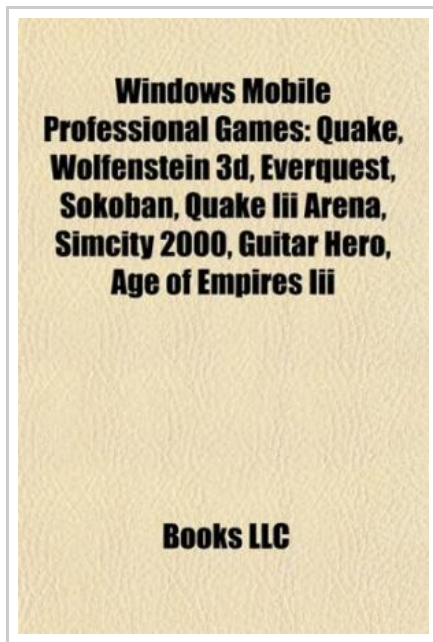 Windows Mobile
Professional Games: Quake,
Wolfenstein 3d, Everquest,
Sokoban, Quake Iii Arena,
Simcity 2000, Guitar Hero,
Age of Empires Iii
Books LLC